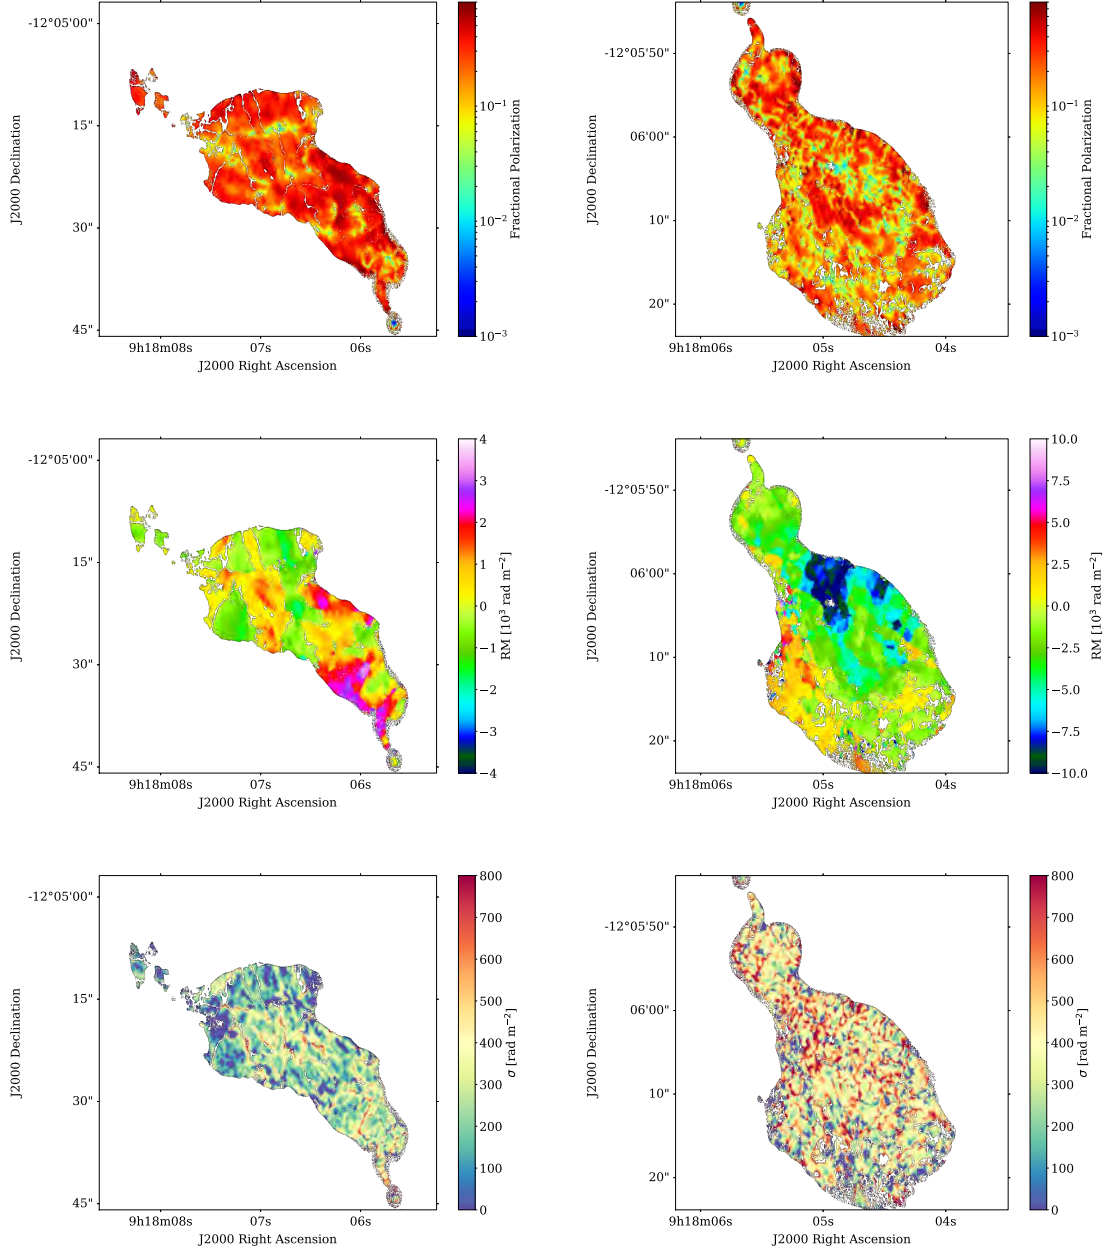 -12°05'00"
15"
30"
45"
J2000 Declination
9h18m08s
07s
06s
J2000 Right Ascension
10⁻¹
10⁻²
10⁻³
Fractional Polarization
-12°05'50"
06'00"
10"
20"
J2000 Declination
9h18m06s
05s
04s
J2000 Right Ascension
10⁻¹
10⁻²
10⁻³
Fractional Polarization
-12°05'00"
15"
30"
45"
J2000 Declination
9h18m08s
07s
06s
J2000 Right Ascension
4
3
2
1
0
−1
−2
−3
−4
RM [10³ rad m⁻²]
-12°05'50"
06'00"
10"
20"
J2000 Declination
9h18m06s
05s
04s
J2000 Right Ascension
10.0
7.5
5.0
2.5
0.0
−2.5
−5.0
−7.5
−10.0
RM [10³ rad m⁻²]
-12°05'00"
15"
30"
45"
J2000 Declination
9h18m08s
07s
06s
J2000 Right Ascension
800
700
600
500
400
300
200
100
0
σ [rad m⁻²]
-12°05'50"
06'00"
10"
20"
J2000 Declination
9h18m06s
05s
04s
J2000 Right Ascension
800
700
600
500
400
300
200
100
0
σ [rad m⁻²]